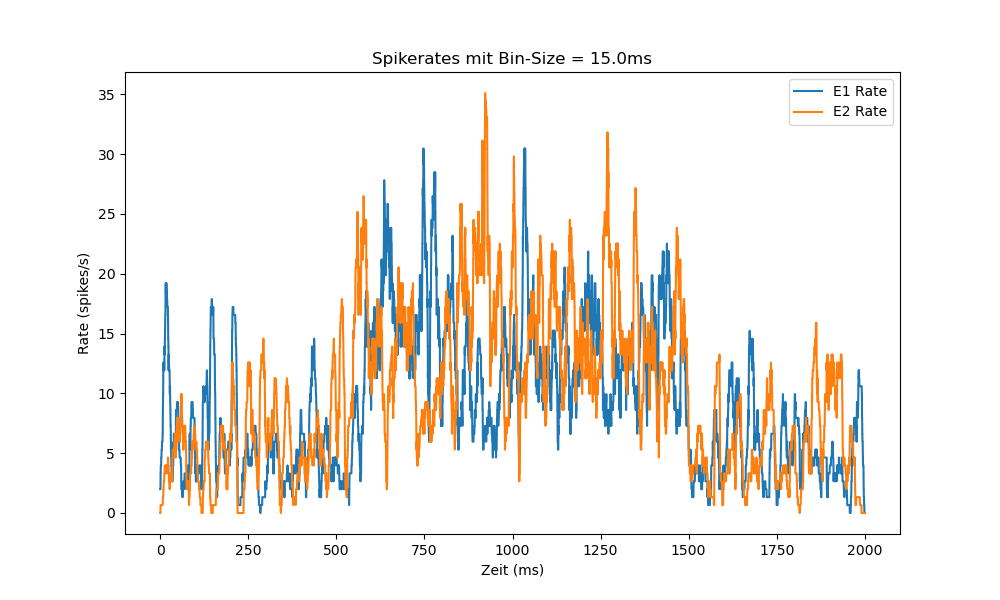 Spikerates mit Bin-Size = 15.0ms
E1 Rate
E2 Rate
Rate (spikes/s)
35
30
25
20
15
10
5
0
0 250 500 750 1000 1250 1500 1750 2000
Zeit (ms)